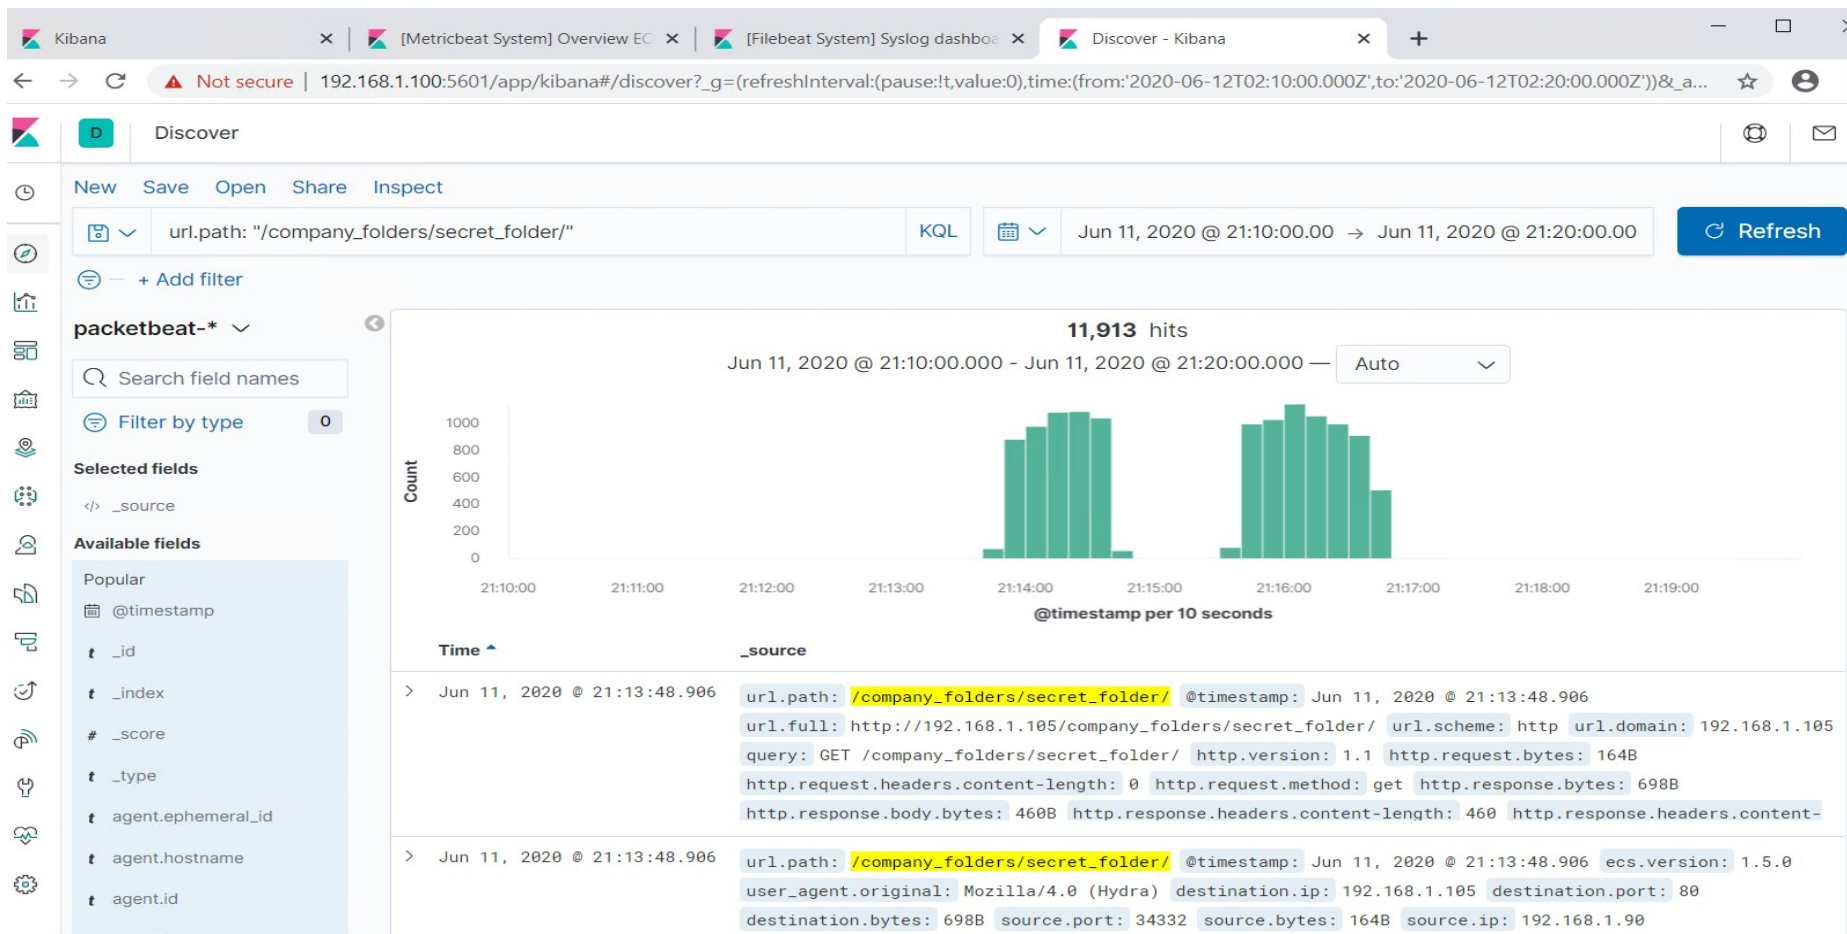 Kibana
[Metricbeat System] Overview EC
[Filebeat System] Syslog dashboa
Discover - Kibana
Not secure | 192.168.1.100:5601/app/kibana#/discover?_g=(refreshInterval:(pause:!t,value:0),time:(from:'2020-06-12T02:10:00.000Z',to:'2020-06-12T02:20:00.000Z'))&_a...
D Discover
New Save Open Share Inspect
url.path: "/company_folders/secret_folder/" KQL Jun 11, 2020 @ 21:10:00.00 → Jun 11, 2020 @ 21:20:00.00 Refresh
+ Add filter
packetbeat-*
Search field names
Filter by type 0
Selected fields
</> _source
Available fields
Popular
@timestamp
t _id
t _index
# _score
t _type
t agent.ephemeral_id
t agent.hostname
t agent.id
11,913 hits
Jun 11, 2020 @ 21:10:00.000 - Jun 11, 2020 @ 21:20:00.000 — Auto
Count
1000
800
600
400
200
0
21:10:00 21:11:00 21:12:00 21:13:00 21:14:00 21:15:00 21:16:00 21:17:00 21:18:00 21:19:00
@timestamp per 10 seconds
Time _source
> Jun 11, 2020 @ 21:13:48.906 url.path: /company_folders/secret_folder/ @timestamp: Jun 11, 2020 @ 21:13:48.906
url.full: http://192.168.1.105/company_folders/secret_folder/ url.scheme: http url.domain: 192.168.1.105
query: GET /company_folders/secret_folder/ http.version: 1.1 http.request.bytes: 164B
http.request.headers.content-length: 0 http.request.method: get http.response.bytes: 698B
http.response.body.bytes: 460B http.response.headers.content-length: 460 http.response.headers.content-
> Jun 11, 2020 @ 21:13:48.906 url.path: /company_folders/secret_folder/ @timestamp: Jun 11, 2020 @ 21:13:48.906 ecs.version: 1.5.0
user_agent.original: Mozilla/4.0 (Hydra) destination.ip: 192.168.1.105 destination.port: 80
destination.bytes: 698B source.port: 34332 source.bytes: 164B source.ip: 192.168.1.90